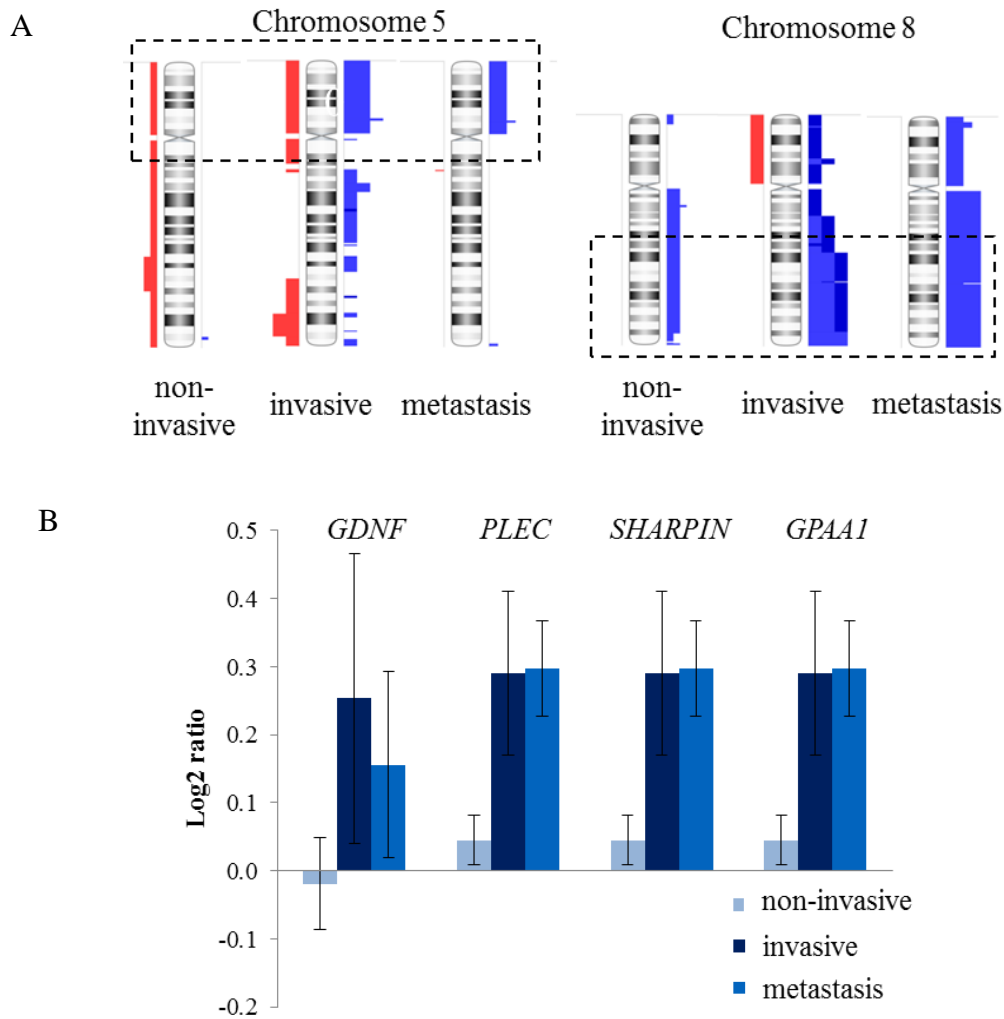 A
Chromosome 5
Chromosome 8
non-
invasive
invasive
metastasis
non-
invasive
invasive
metastasis
B
GDNF
PLEC
SHARPIN
GPAA1
Log2 ratio
0.5
0.4
0.3
0.2
0.1
0.0
-0.1
-0.2
non-invasive
invasive
metastasis